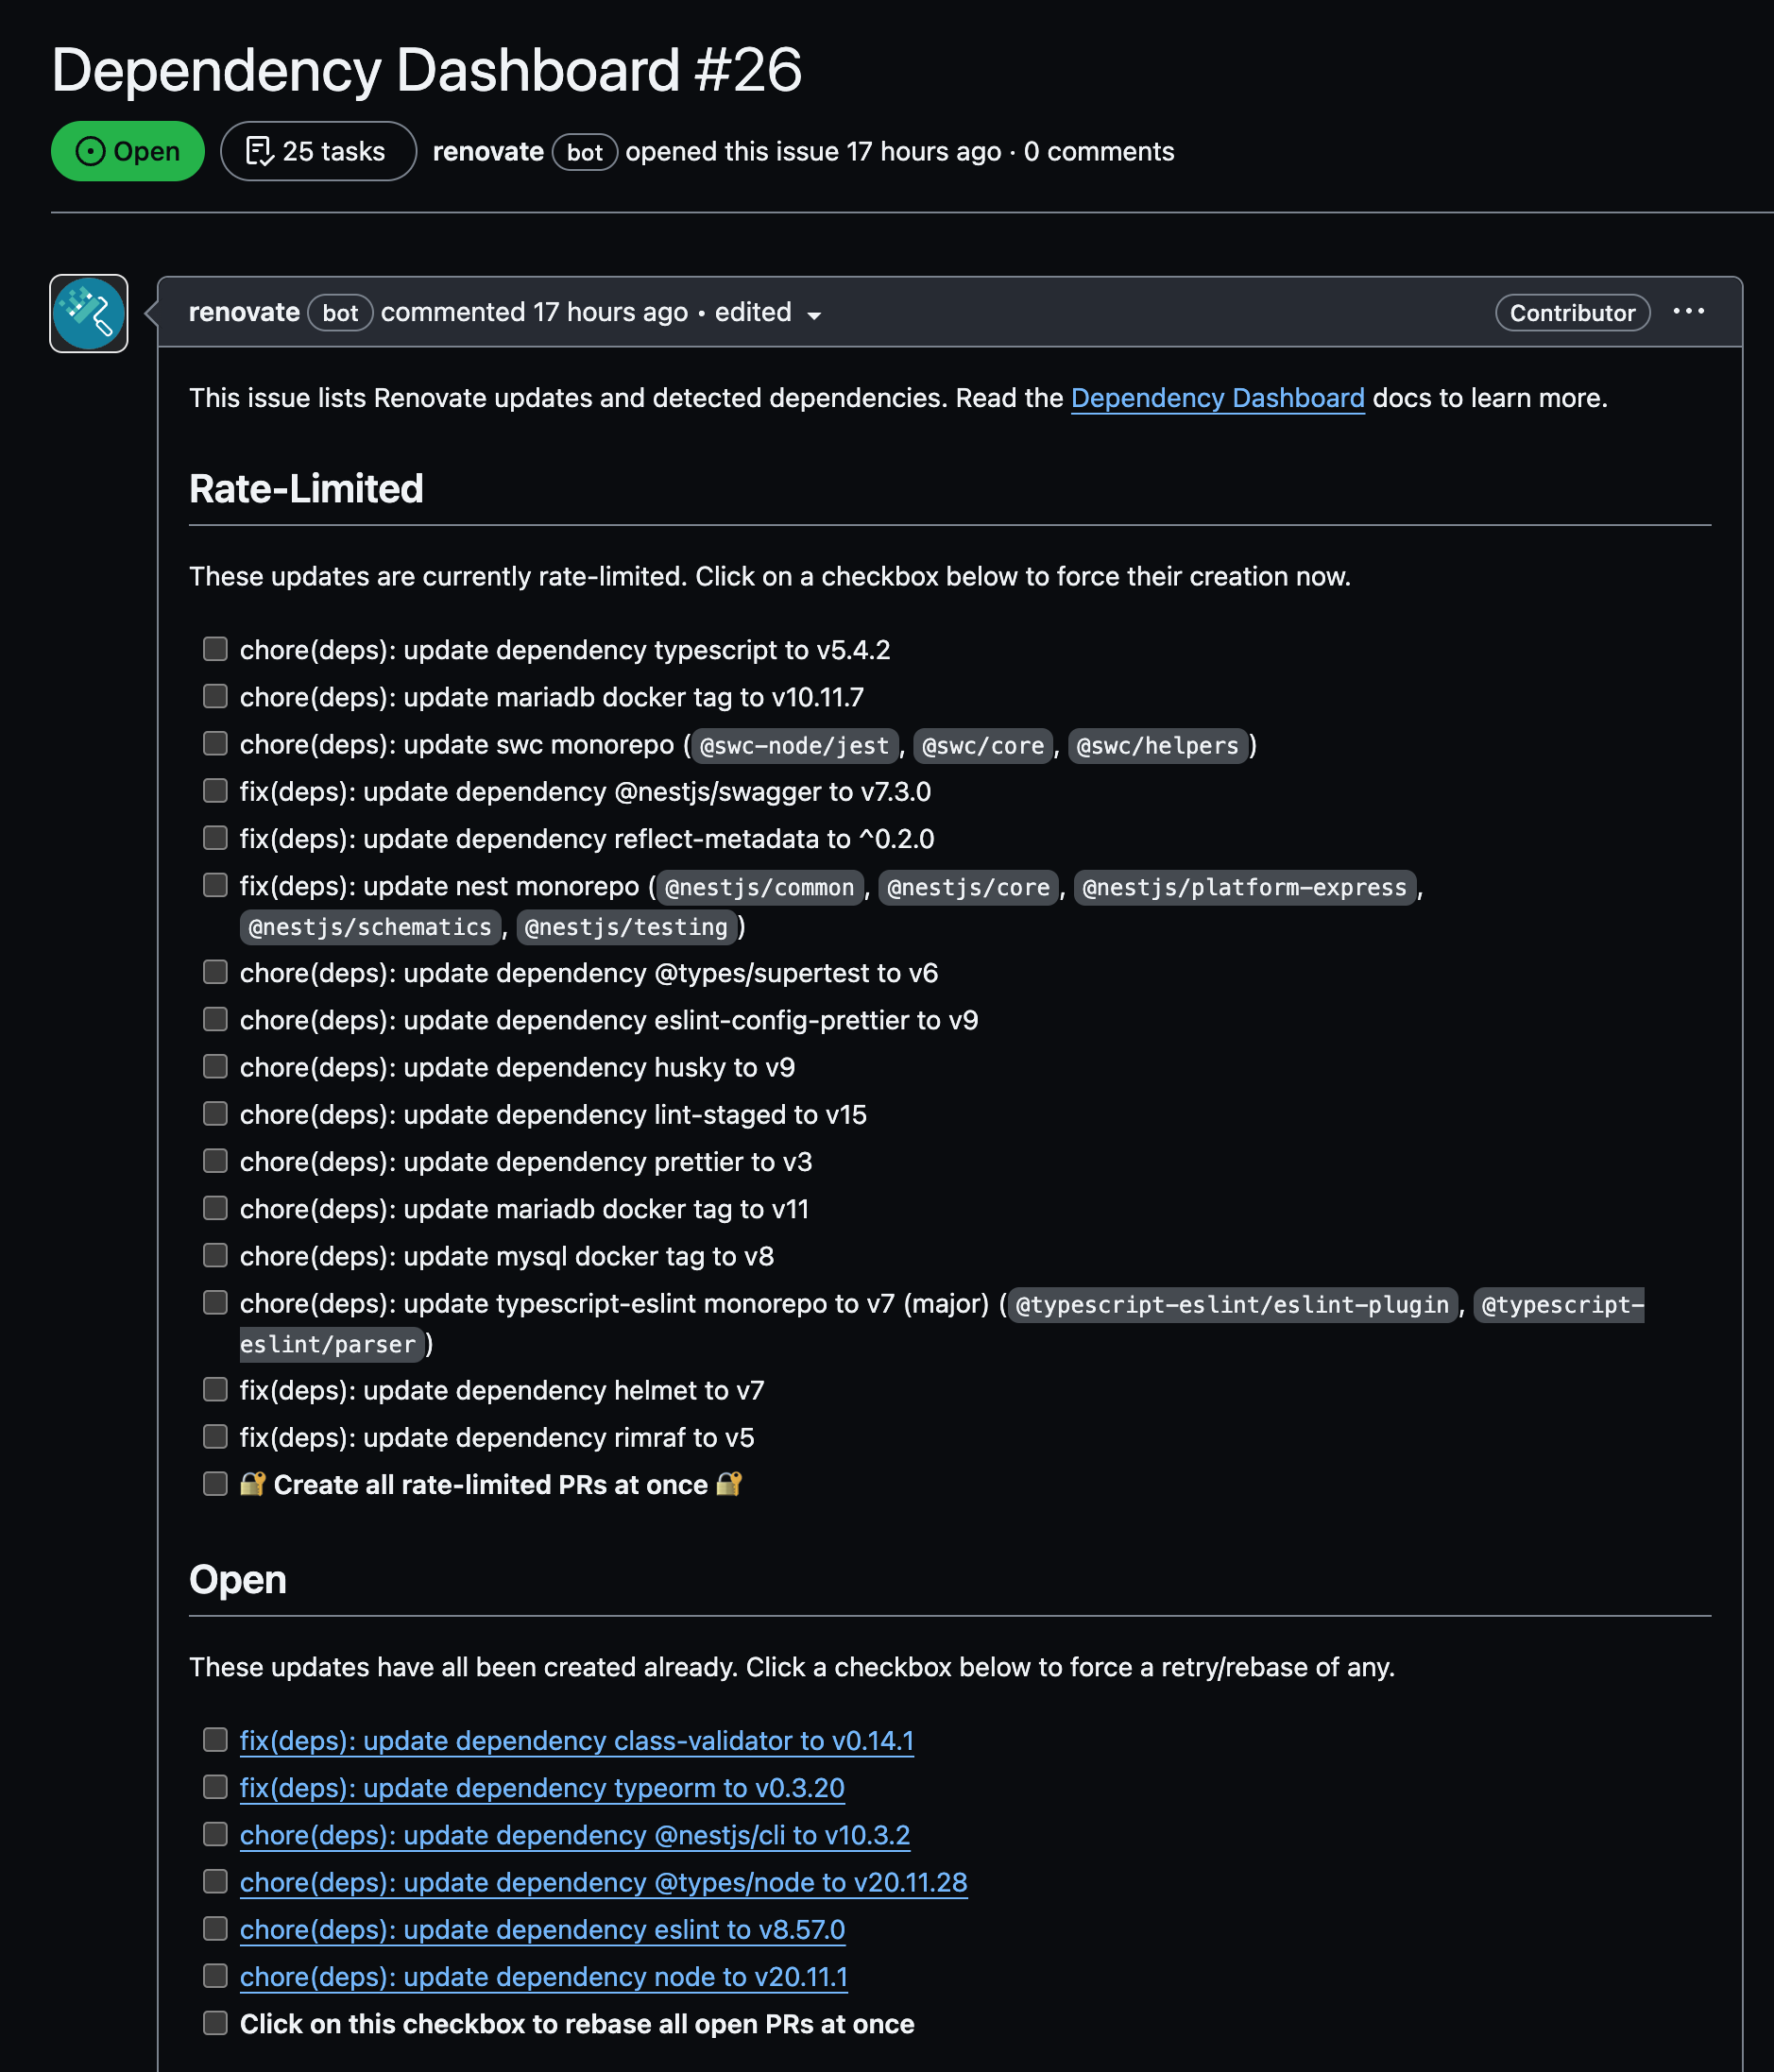 Dependency Dashboard #26
Open 25 tasks renovate bot opened this issue 17 hours ago · 0 comments
renovate bot commented 17 hours ago • edited Contributor ···
This issue lists Renovate updates and detected dependencies. Read the Dependency Dashboard docs to learn more.
Rate-Limited
These updates are currently rate-limited. Click on a checkbox below to force their creation now.
chore(deps): update dependency typescript to v5.4.2
chore(deps): update mariadb docker tag to v10.11.7
chore(deps): update swc monorepo (@swc-node/jest, @swc/core, @swc/helpers)
fix(deps): update dependency @nestjs/swagger to v7.3.0
fix(deps): update dependency reflect-metadata to ^0.2.0
fix(deps): update nest monorepo (@nestjs/common, @nestjs/core, @nestjs/platform-express,
@nestjs/schematics, @nestjs/testing)
chore(deps): update dependency @types/supertest to v6
chore(deps): update dependency eslint-config-prettier to v9
chore(deps): update dependency husky to v9
chore(deps): update dependency lint-staged to v15
chore(deps): update dependency prettier to v3
chore(deps): update mariadb docker tag to v11
chore(deps): update mysql docker tag to v8
chore(deps): update typescript-eslint monorepo to v7 (major) (@typescript-eslint/eslint-plugin, @typescript-
eslint/parser)
fix(deps): update dependency helmet to v7
fix(deps): update dependency rimraf to v5
🔐 Create all rate-limited PRs at once 🔐
Open
These updates have all been created already. Click a checkbox below to force a retry/rebase of any.
fix(deps): update dependency class-validator to v0.14.1
fix(deps): update dependency typeorm to v0.3.20
chore(deps): update dependency @nestjs/cli to v10.3.2
chore(deps): update dependency @types/node to v20.11.28
chore(deps): update dependency eslint to v8.57.0
chore(deps): update dependency node to v20.11.1
Click on this checkbox to rebase all open PRs at once